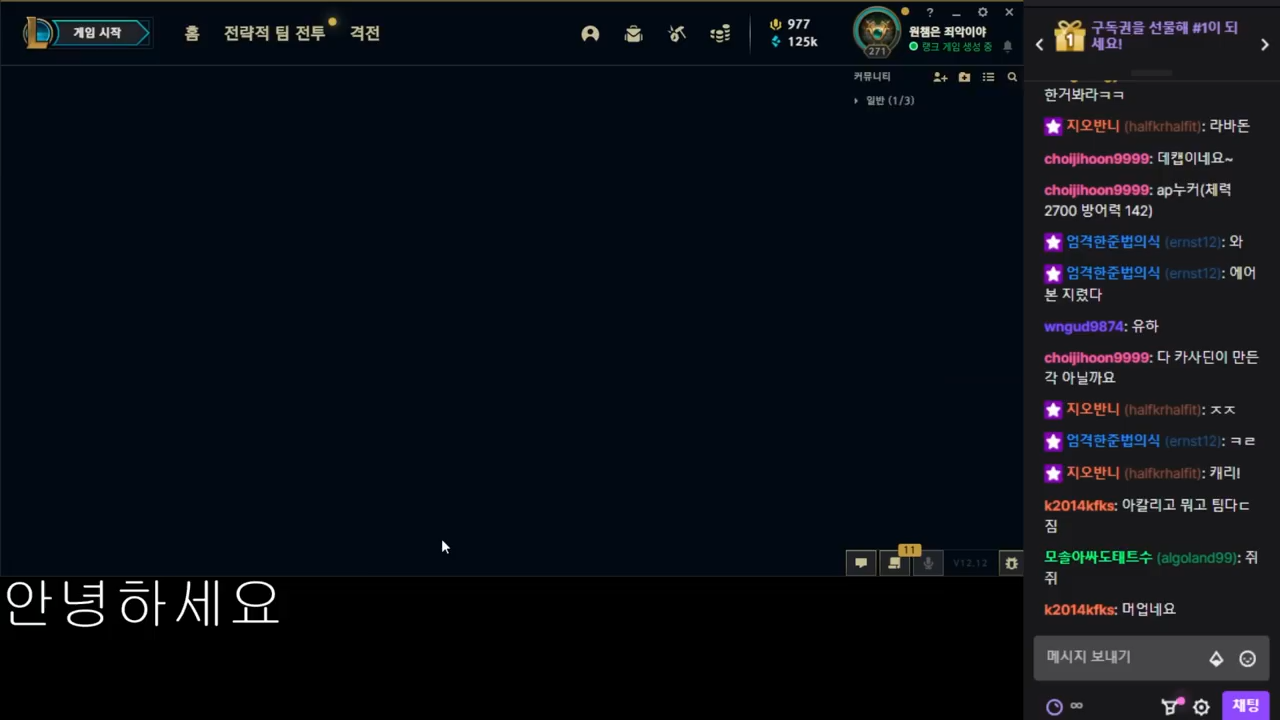 게임 시작
홈
전략적 팀 전투
격전
977
125k
271
원챔은 죄악이야
랭크 게임 생성 중
커뮤니티
일반 (1/3)
11
V12.12
안녕하세요
1
구독권을 선물해 #1이 되
세요!
한거봐라ㅋㅋ
지오반니 (halfkrhalfit): 라바돈
choijihoon9999: 데캡이네요~
choijihoon9999: ap누커(체력
2700 방어력 142)
엄격한준법의식 (ernst12): 와
엄격한준법의식 (ernst12): 에어
본 지렸다
wngud9874: 유하
choijihoon9999: 다 카사딘이 만든
각 아닐까요
지오반니 (halfkrhalfit): ㅈㅈ
엄격한준법의식 (ernst12): ㅋㄹ
지오반니 (halfkrhalfit): 캐리!
k2014kfks: 아칼리고 뭐고 팀다ㄷ
짐
모솔아싸도태트수 (algoland99): 쥐
쥐
k2014kfks: 머업네요
메시지 보내기
채팅